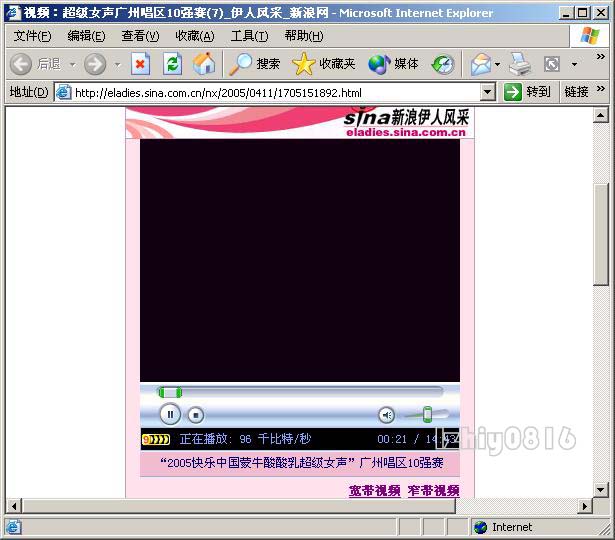 视频：超级女声广州唱区10强赛(7)_伊人风采_新浪网 - Microsoft Internet Explorer
文件(F) 编辑(E) 查看(V) 收藏(A) 工具(T) 帮助(H)
后退 搜索 收藏夹 媒体
地址(D) http://eladies.sina.com.cn/nx/2005/0411/1705151892.html 转到 链接 »
sina新浪伊人风采
eladies.sina.com.cn
正在播放: 96 千比特/秒 00:21 /
zhiy0816
“2005快乐中国蒙牛酸酸乳超级女声”广州唱区10强赛
宽带视频 窄带视频
Internet